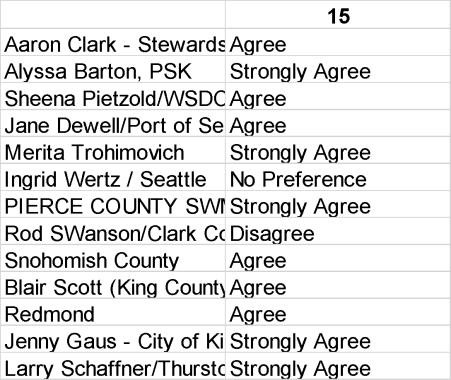 15
Aaron Clark - Stewards Agree
Alyssa Barton, PSK Strongly Agree
Sheena Pietzold/WSDO Agree
Jane Dewell/Port of Se Agree
Merita Trohimovich Strongly Agree
Ingrid Wertz / Seattle No Preference
PIERCE COUNTY SWM Strongly Agree
Rod SWanson/Clark Co Disagree
Snohomish County Agree
Blair Scott (King County Agree
Redmond Agree
Jenny Gaus - City of Ki Strongly Agree
Larry Schaffner/Thursto Strongly Agree